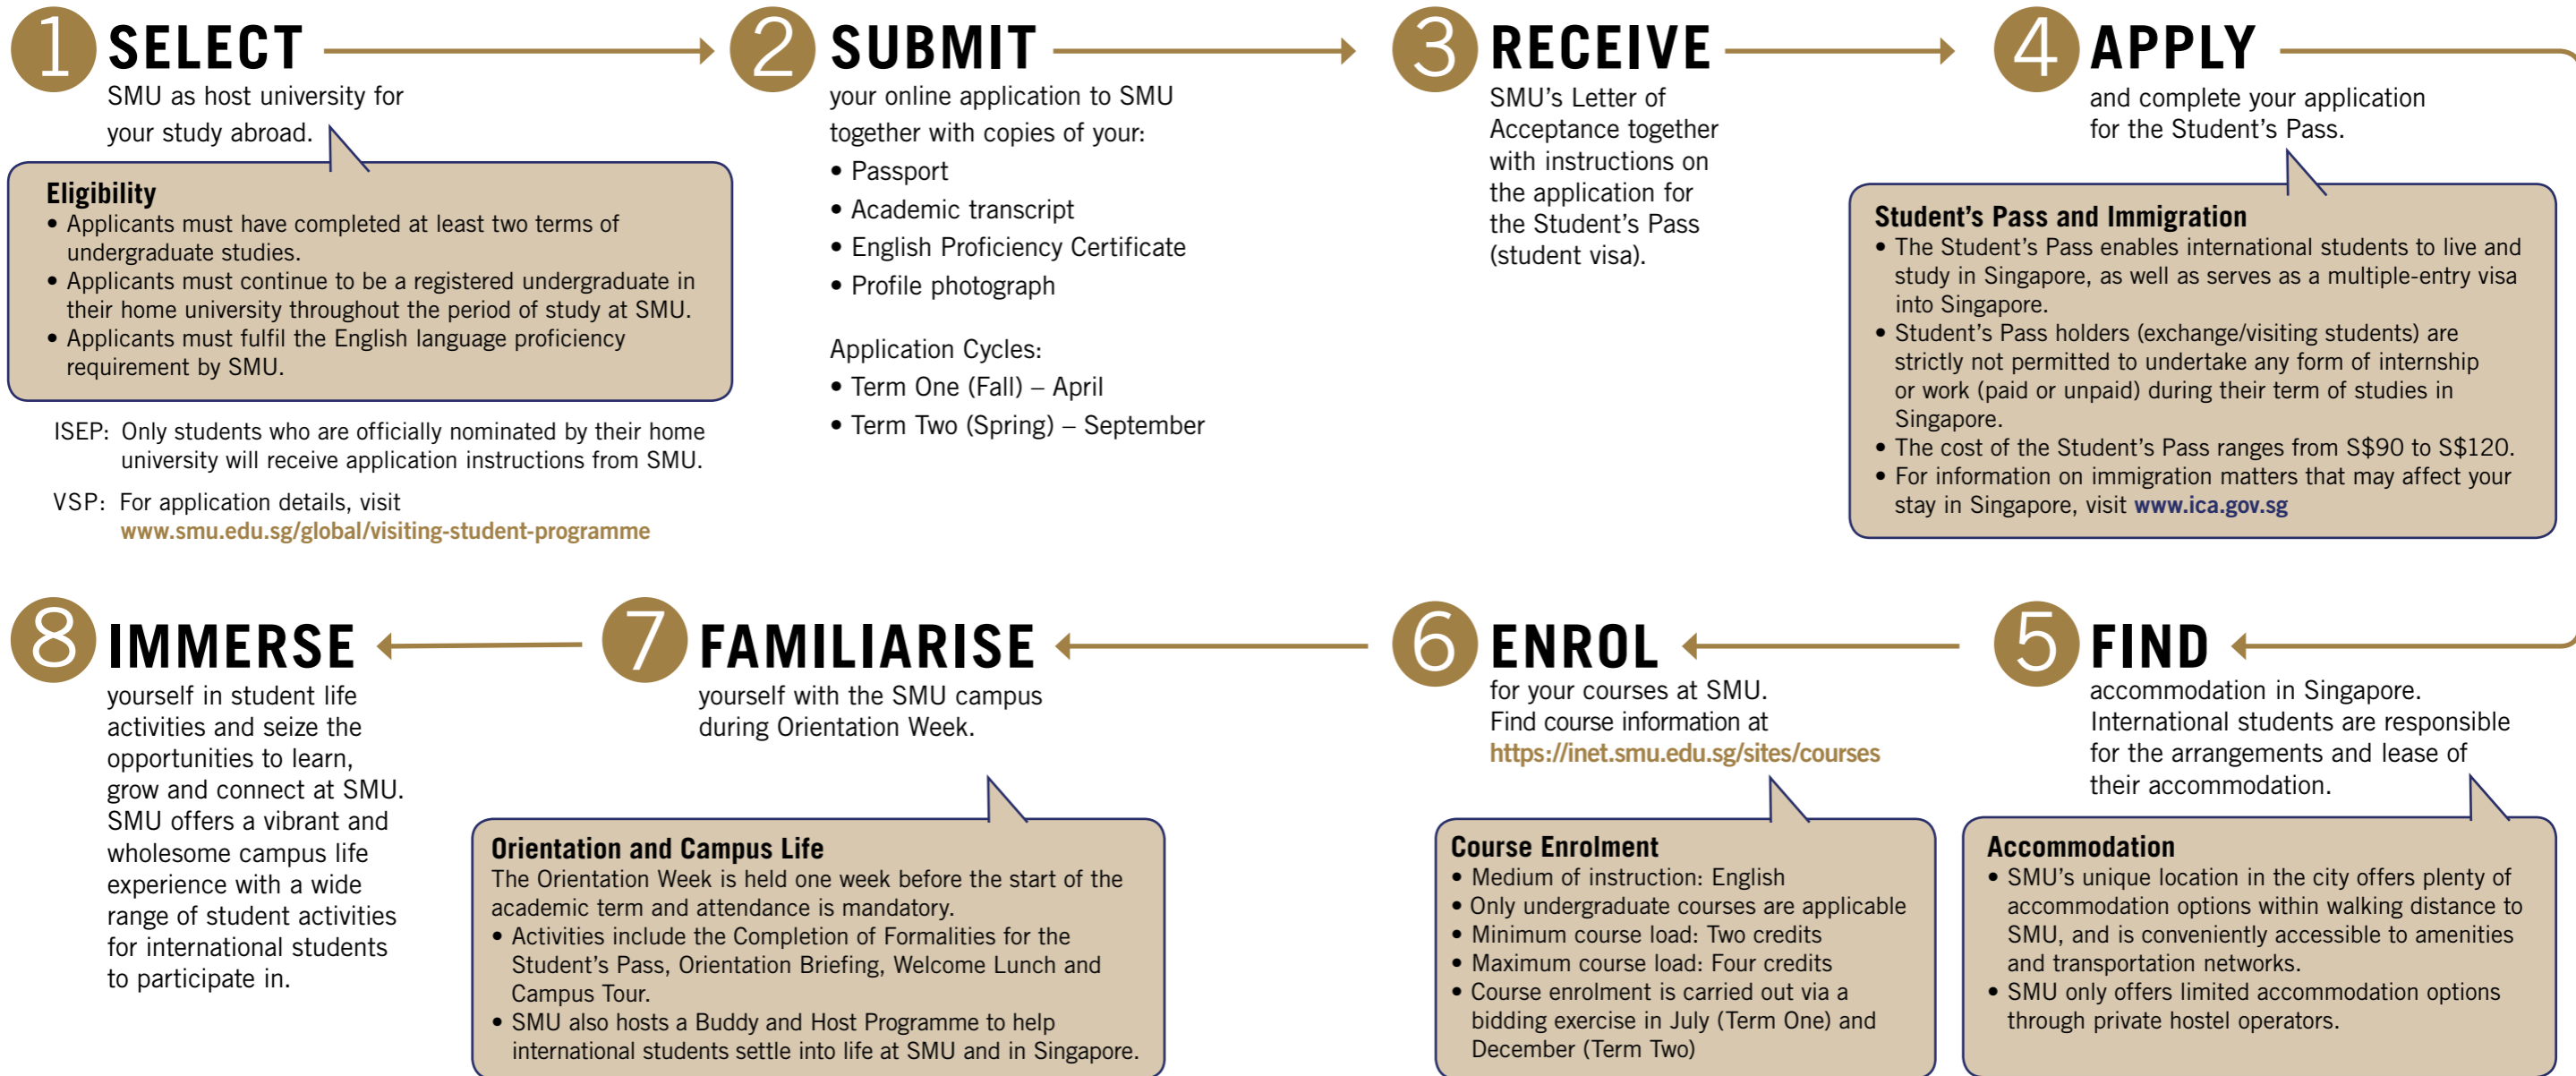 1 SELECT
SMU as host university for
your study abroad.
Eligibility
• Applicants must have completed at least two terms of
undergraduate studies.
• Applicants must continue to be a registered undergraduate in
their home university throughout the period of study at SMU.
• Applicants must fulfil the English language proficiency
requirement by SMU.
ISEP: Only students who are officially nominated by their home
university will receive application instructions from SMU.
VSP: For application details, visit
www.smu.edu.sg/global/visiting-student-programme
2 SUBMIT
your online application to SMU
together with copies of your:
• Passport
• Academic transcript
• English Proficiency Certificate
• Profile photograph
Application Cycles:
• Term One (Fall) – April
• Term Two (Spring) – September
3 RECEIVE
SMU’s Letter of
Acceptance together
with instructions on
the application for
the Student’s Pass
(student visa).
4 APPLY
and complete your application
for the Student’s Pass.
Student’s Pass and Immigration
• The Student’s Pass enables international students to live and
study in Singapore, as well as serves as a multiple-entry visa
into Singapore.
• Student’s Pass holders (exchange/visiting students) are
strictly not permitted to undertake any form of internship
or work (paid or unpaid) during their term of studies in
Singapore.
• The cost of the Student’s Pass ranges from S$90 to S$120.
• For information on immigration matters that may affect your
stay in Singapore, visit www.ica.gov.sg
5 FIND
accommodation in Singapore.
International students are responsible
for the arrangements and lease of
their accommodation.
Accommodation
• SMU’s unique location in the city offers plenty of
accommodation options within walking distance to
SMU, and is conveniently accessible to amenities
and transportation networks.
• SMU only offers limited accommodation options
through private hostel operators.
6 ENROL
for your courses at SMU.
Find course information at
https://inet.smu.edu.sg/sites/courses
Course Enrolment
• Medium of instruction: English
• Only undergraduate courses are applicable
• Minimum course load: Two credits
• Maximum course load: Four credits
• Course enrolment is carried out via a
bidding exercise in July (Term One) and
December (Term Two)
7 FAMILIARISE
yourself with the SMU campus
during Orientation Week.
Orientation and Campus Life
The Orientation Week is held one week before the start of the
academic term and attendance is mandatory.
• Activities include the Completion of Formalities for the
Student’s Pass, Orientation Briefing, Welcome Lunch and
Campus Tour.
• SMU also hosts a Buddy and Host Programme to help
international students settle into life at SMU and in Singapore.
8 IMMERSE
yourself in student life
activities and seize the
opportunities to learn,
grow and connect at SMU.
SMU offers a vibrant and
wholesome campus life
experience with a wide
range of student activities
for international students
to participate in.